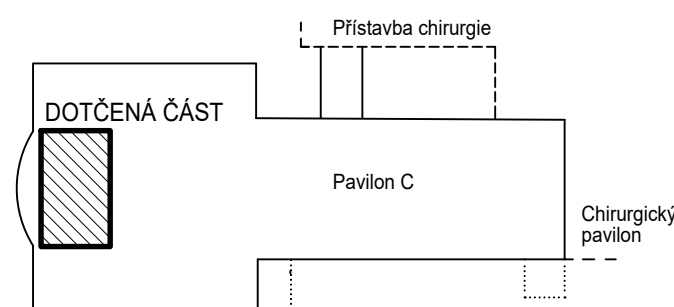 Přístavba chirurgie
DOTČENÁ ČÁST
Pavilon C
Chirurgický
pavilon